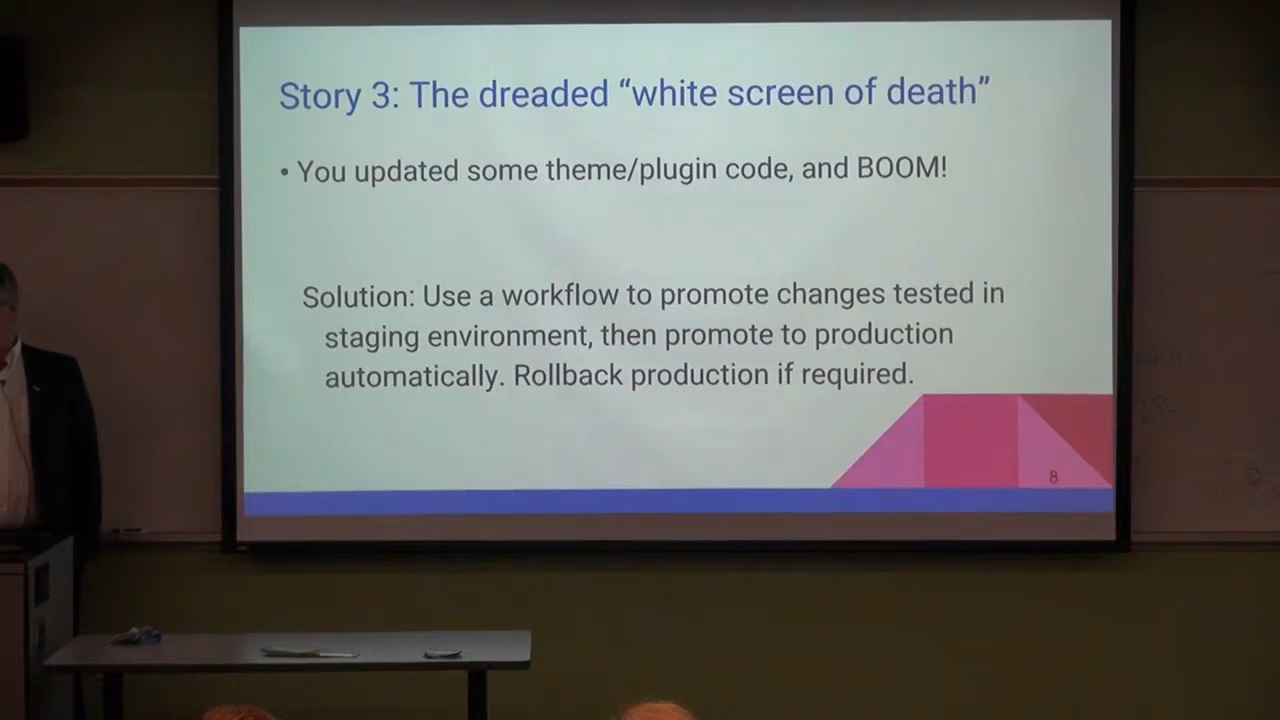 Story 3: The dreaded “white screen of death”
• You updated some theme/plugin code, and BOOM!
Solution: Use a workflow to promote changes tested in
staging environment, then promote to production
automatically. Rollback production if required.
8